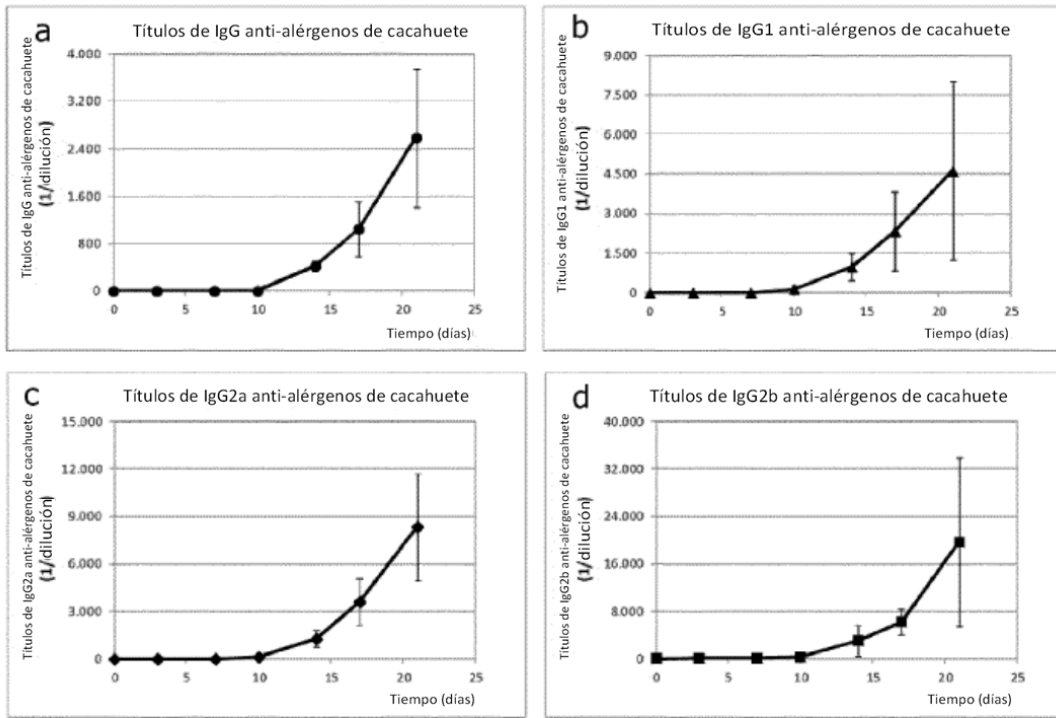 a
Títulos de IgG anti-alérgenos de cacahuete
Títulos de IgG anti-alérgenos de cacahuete
(1/dilución)
4.000
3.200
2.400
1.600
800
0
0 5 10 15 20 25
Tiempo (días)
b
Títulos de IgG1 anti-alérgenos de cacahuete
Títulos de IgG1 anti-alérgenos de cacahuete
(1/dilución)
9.000
7.500
6.000
4.500
3.000
1.500
0
0 5 10 15 20 25
Tiempo (días)
c
Títulos de IgG2a anti-alérgenos de cacahuete
Títulos de IgG2a anti-alérgenos de cacahuete
(1/dilución)
15.000
12.000
9.000
6.000
3.000
0
0 5 10 15 20 25
Tiempo (días)
d
Títulos de IgG2b anti-alérgenos de cacahuete
Títulos de IgG2b anti-alérgenos de cacahuete
(1/dilución)
40.000
32.000
24.000
16.000
8.000
0
0 5 10 15 20 25
Tiempo (días)